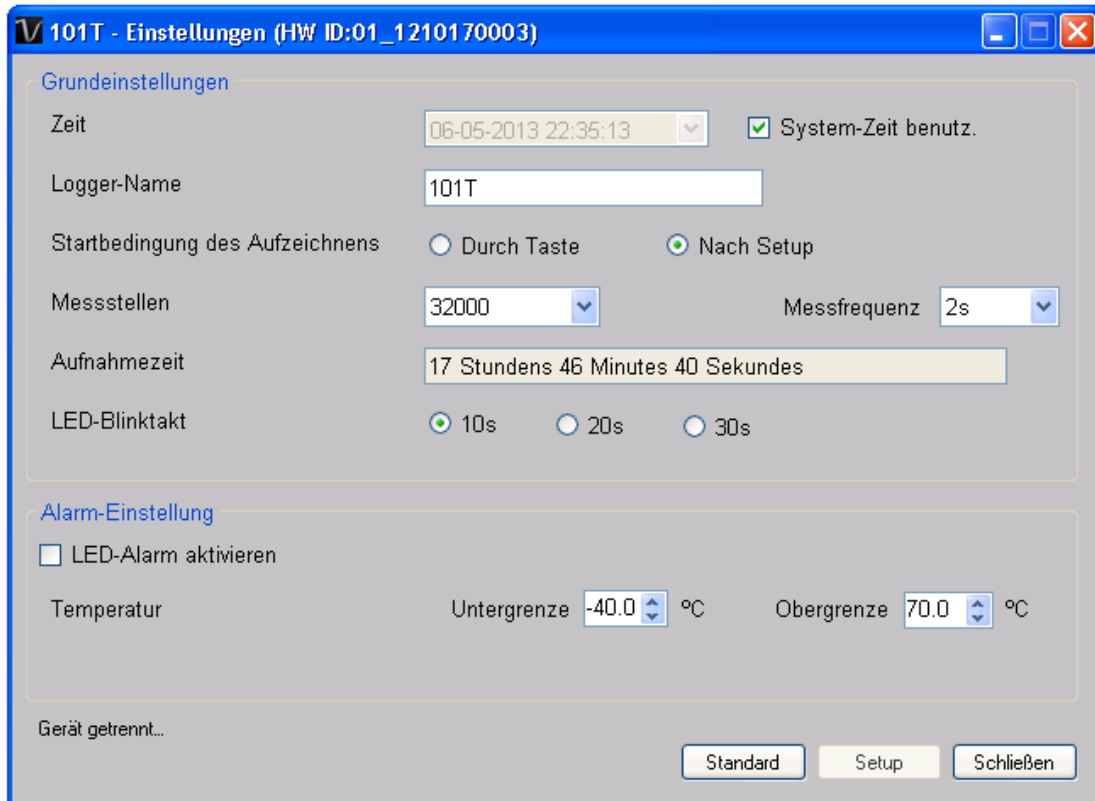 101T - Einstellungen (HW ID:01_1210170003)
Grundeinstellungen
Zeit 06-05-2013 22:35:13 System-Zeit benutz.
Logger-Name 101T
Startbedingung des Aufzeichnens Durch Taste Nach Setup
Messstellen 32000 Messfrequenz 2s
Aufnahmezeit 17 Stundens 46 Minutes 40 Sekundes
LED-Blinktakt 10s 20s 30s
Alarm-Einstellung
LED-Alarm aktivieren
Temperatur Untergrenze -40.0 ºC Obergrenze 70.0 ºC
Gerät getrennt...
Standard Setup Schließen